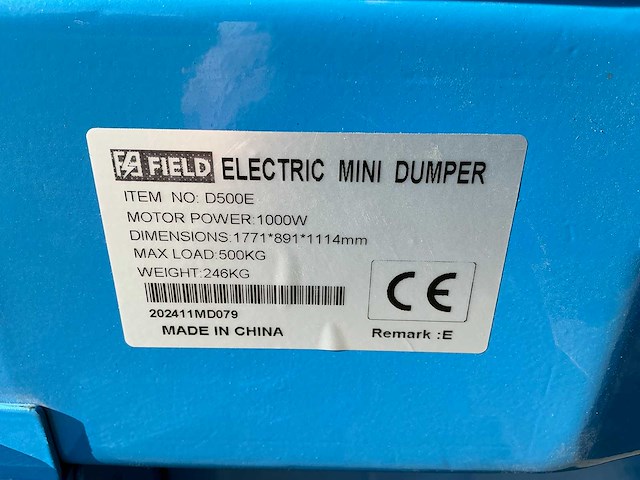 FA FIELD ELECTRIC MINI DUMPER
ITEM NO: D500E
MOTOR POWER:1000W
DIMENSIONS:1771*891*1114mm
MAX LOAD:500KG
WEIGHT:246KG
CE
202411MD079
MADE IN CHINA
Remark :E